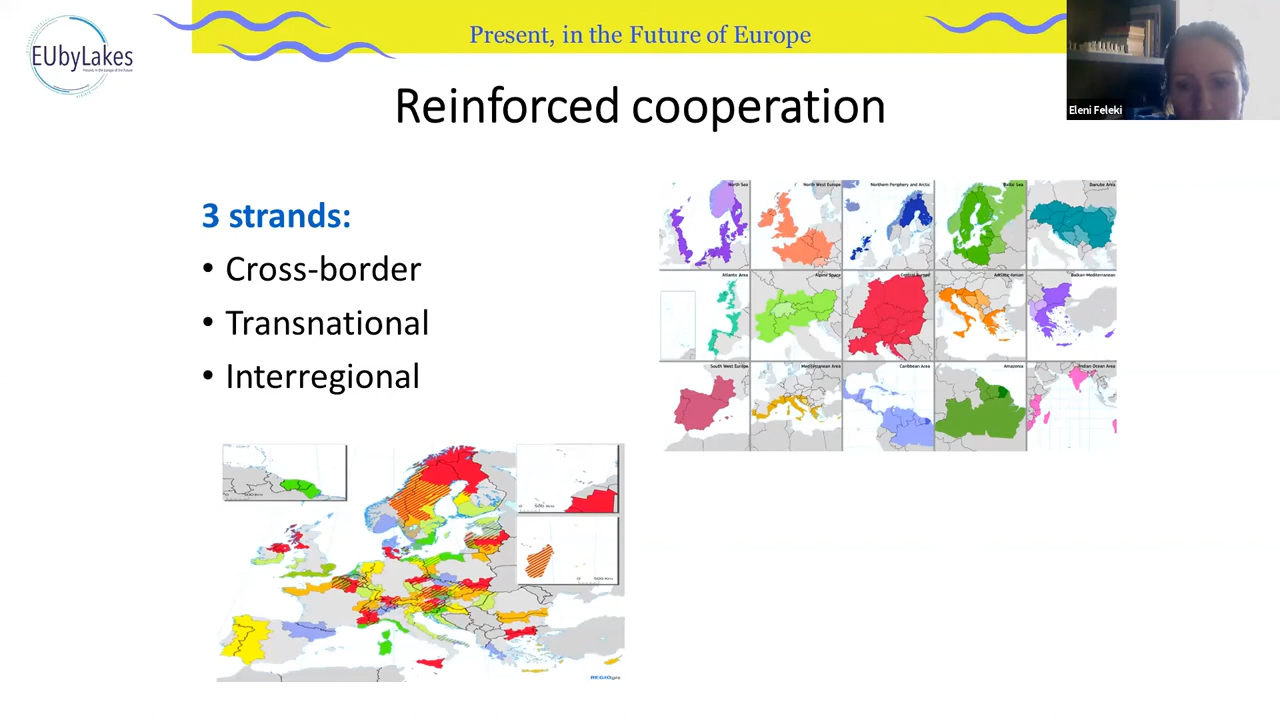 EUbyLakes
Present, in the Future of Europe
Eleni Feleki
Reinforced cooperation
3 strands:
• Cross-border
• Transnational
• Interregional
North Sea
North West Europe
Northern Periphery and Arctic
Baltic Sea
Danube Area
Atlantic Area
Alpine Space
Central Europe
Adriatic-Ionian
Balkan-Mediterranean
South West Europe
Mediterranean Area
Caribbean Area
Amazonia
Indian Ocean Area